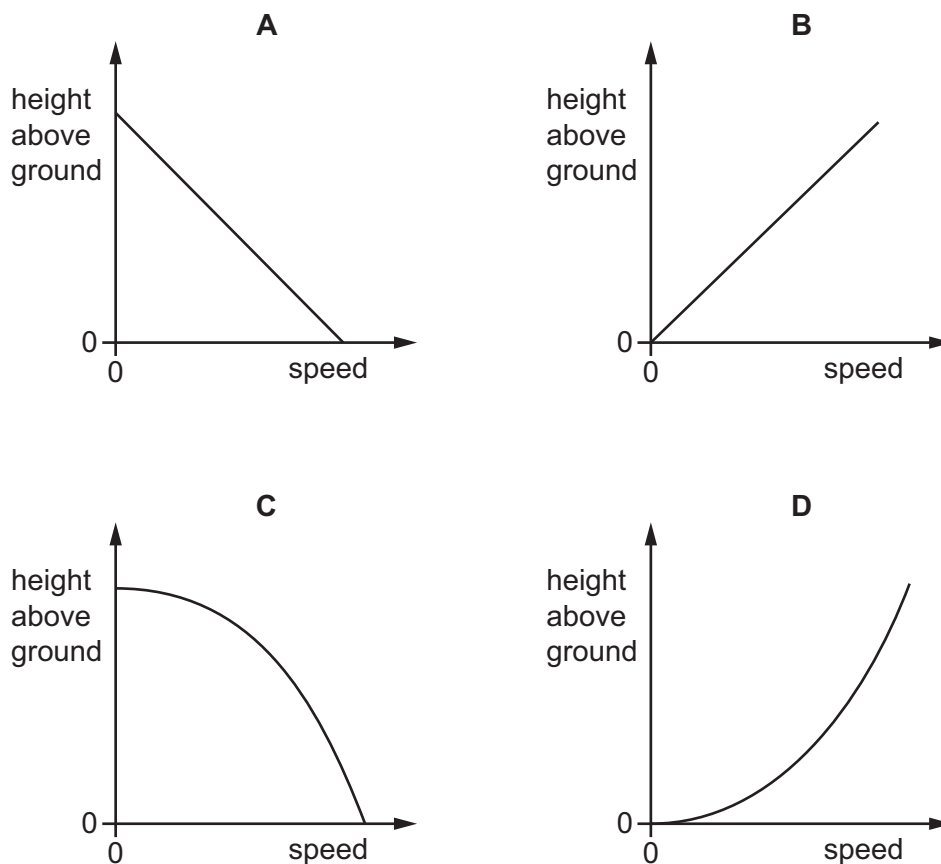 A
height
above
ground
0
0
speed
B
height
above
ground
0
0
speed
C
height
above
ground
0
0
speed
D
height
above
ground
0
0
speed